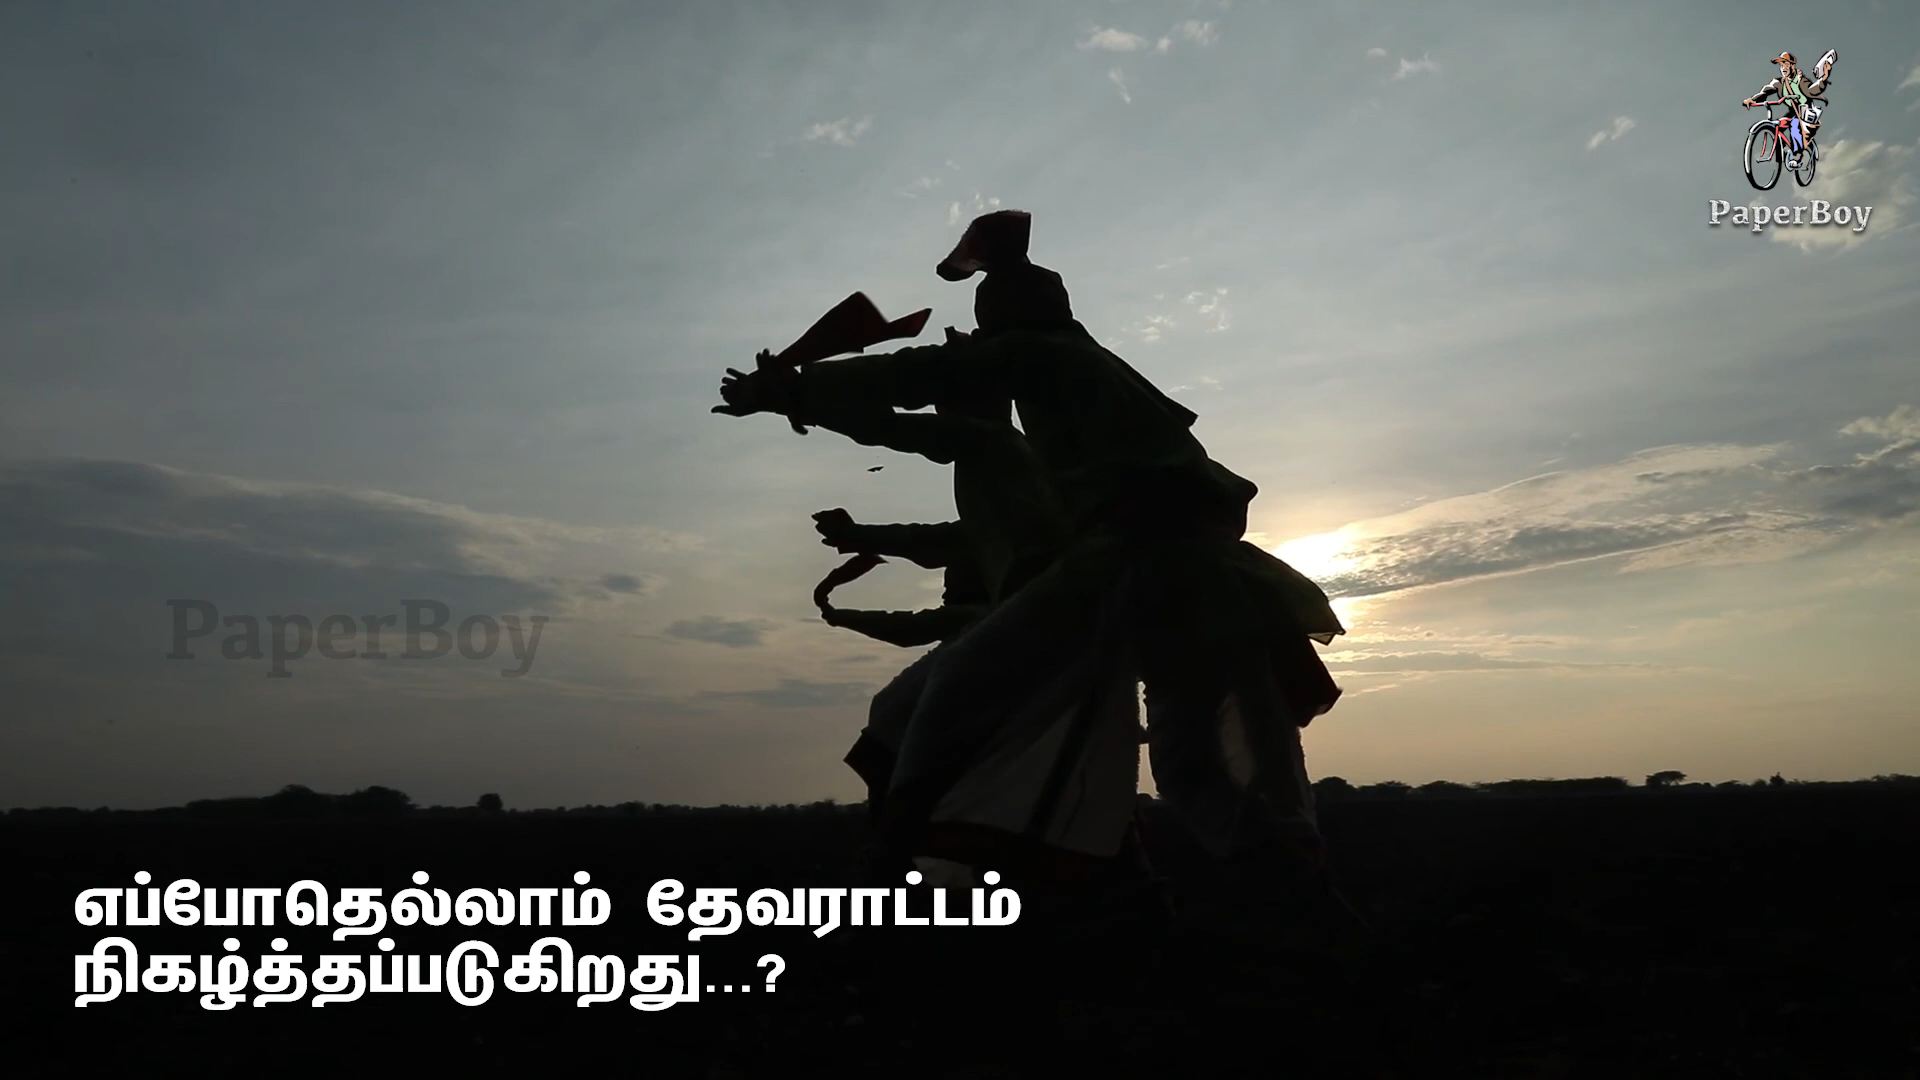 PaperBoy
PaperBoy
எப்போதெல்லாம் தேவராட்டம்
நிகழ்த்தப்படுகிறது...?